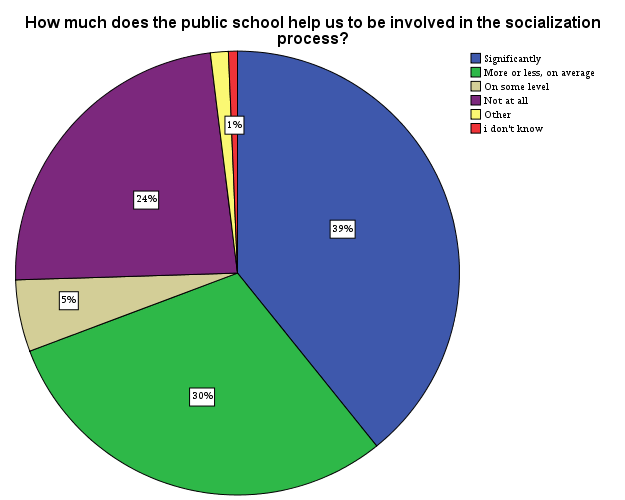 How much does the public school help us to be involved in the socialization
process?
Significantly
More or less, on average
On some level
Not at all
Other
i don't know
1%
24%
39%
5%
30%